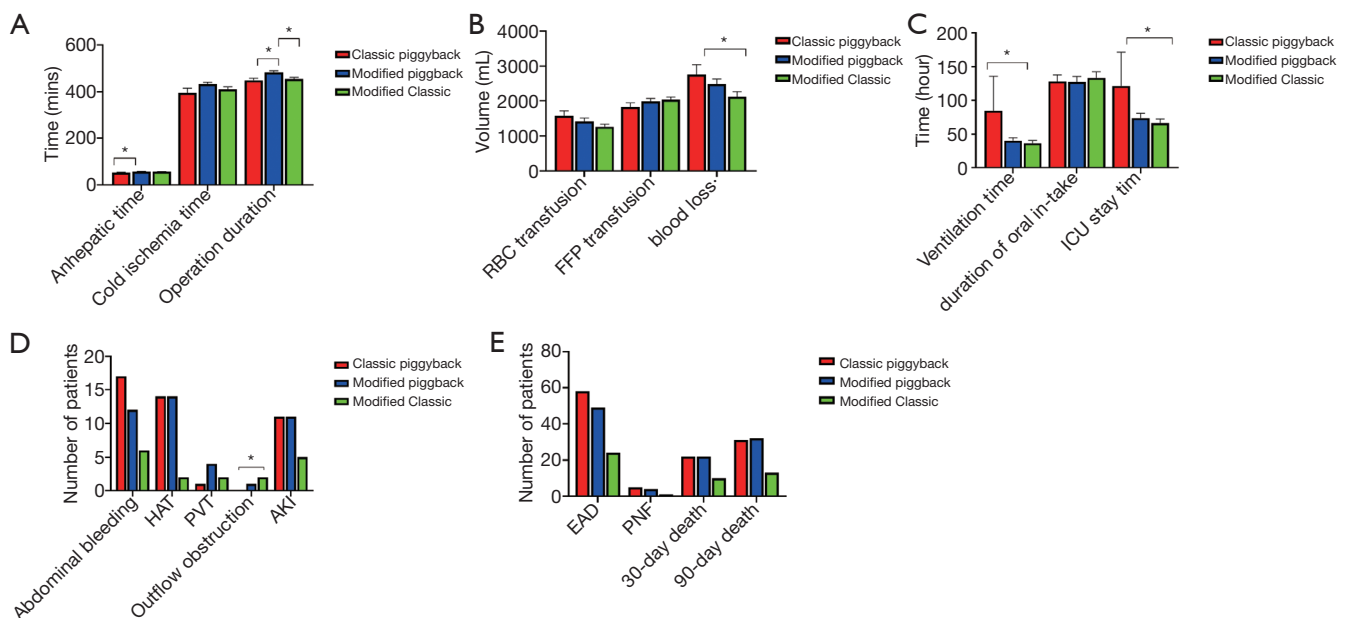 A
Time (mins)
600
400
200
0
*
*
*
Anhepatic time
Cold ischemia time
Operation duration
Classic piggyback
Modified piggback
Modified Classic
B
Volume (mL)
4000
3000
2000
1000
0
*
RBC transfusion
FFP transfusion
blood loss·
Classic piggyback
Modified piggback
Modified Classic
C
Time (hour)
200
150
100
50
0
*
*
Ventilation time
duration of oral in-take
ICU stay tim
Classic piggyback
Modified piggback
Modified Classic
D
Number of patients
20
15
10
5
0
*
Abdominal bleeding
HAT
PVT
Outflow obstruction
AKI
Classic piggyback
Modified piggback
Modified Classic
E
Number of patients
80
60
40
20
0
EAD
PNF
30-day death
90-day death
Classic piggyback
Modified piggback
Modified Classic